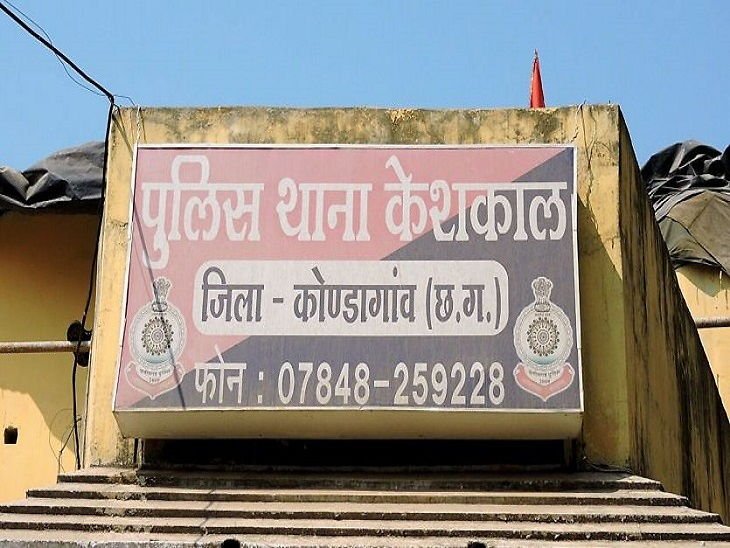 पुलिस थाना केशकाल
जिला - कोण्डागांव (छ.ग.)
फोन : 07848-259228